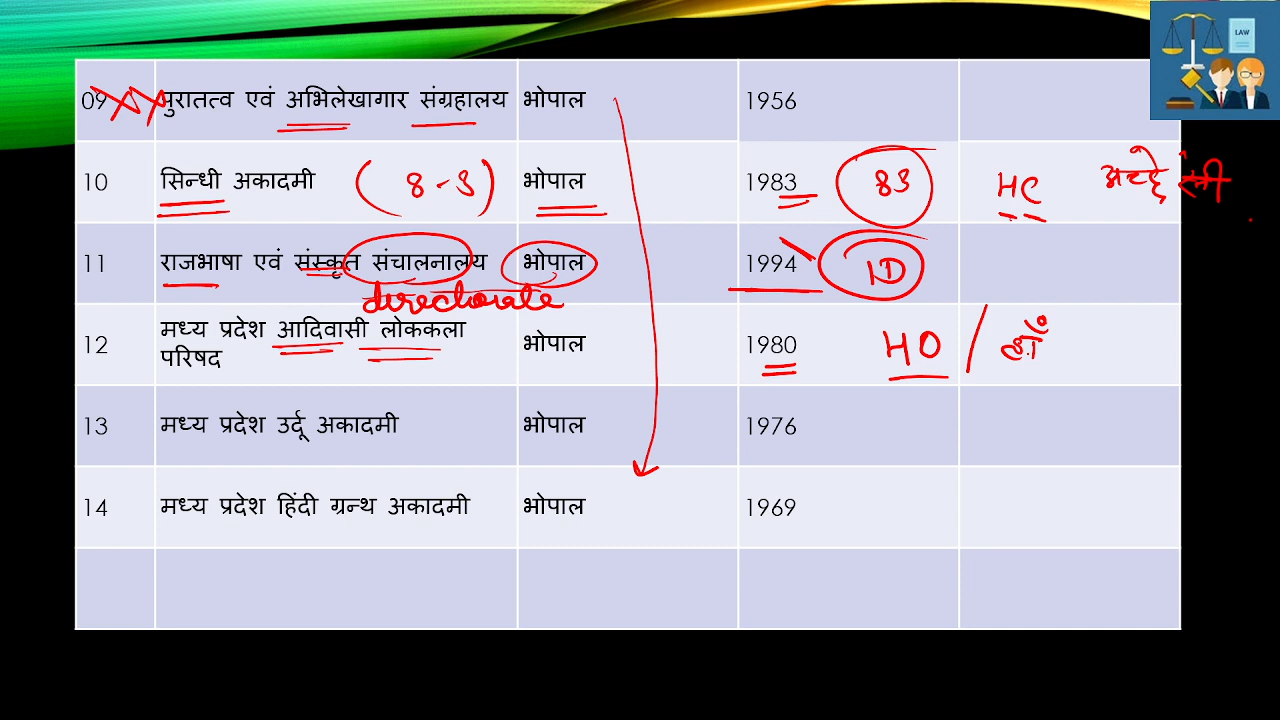 LAW
09 पुरातत्व एवं अभिलेखागार संग्रहालय भोपाल 1956
10 सिन्धी अकादमी (8-3) भोपाल 1983 83 HC अच्छे
11 राजभाषा एवं संस्कृत संचालनालय भोपाल 1994 1D
directorate
12 मध्य प्रदेश आदिवासी लोककला
परिषद भोपाल 1980 HO /
13 मध्य प्रदेश उर्दू अकादमी भोपाल 1976
14 मध्य प्रदेश हिंदी ग्रन्थ अकादमी भोपाल 1969